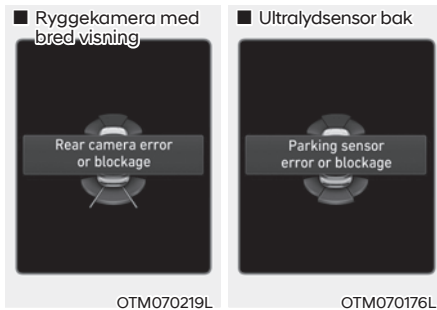 ■ Ryggekamera med
bred visning
Rear camera error
or blockage
OTM070219L
■ Ultralydsensor bak
Parking sensor
error or blockage
OTM070176L